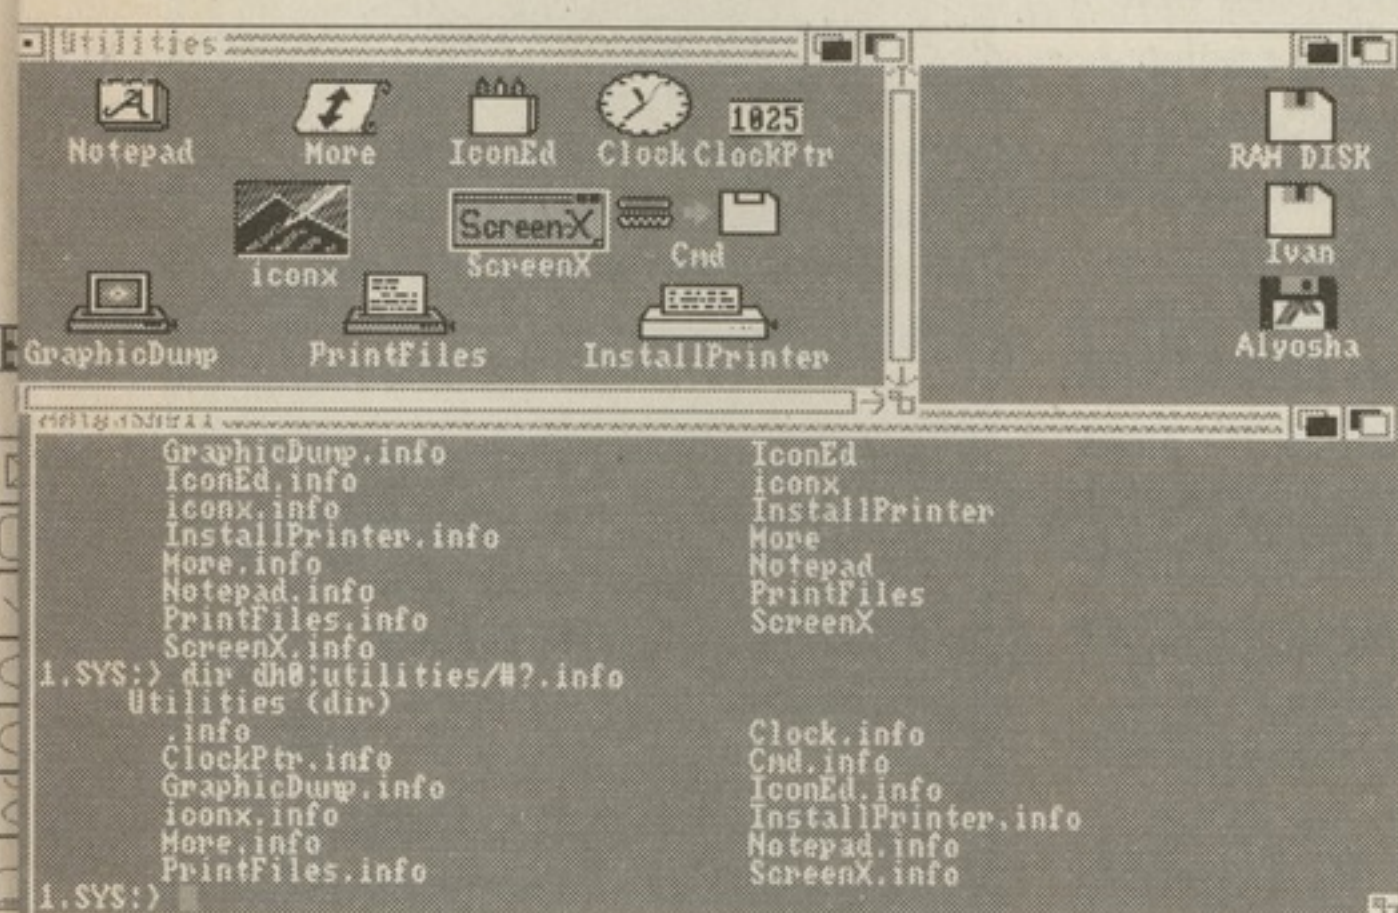 Utilities
Notepad More IconEd Clock ClockPtr
1025
RAM DISK
Screen-X
iconx ScreenX Cmd
Ivan
GraphicDump PrintFiles InstallPrinter
Alyosha
GraphicDump.info IconEd
IconEd.info iconx
iconx.info InstallPrinter
InstallPrinter.info More
More.info Notepad
Notepad.info PrintFiles
PrintFiles.info ScreenX
ScreenX.info
1.SYS:> dir dh0:utilities/#?.info
Utilities (dir)
.info Clock.info
ClockPtr.info Cmd.info
GraphicDump.info IconEd.info
iconx.info InstallPrinter.info
More.info Notepad.info
PrintFiles.info ScreenX.info
1.SYS:>